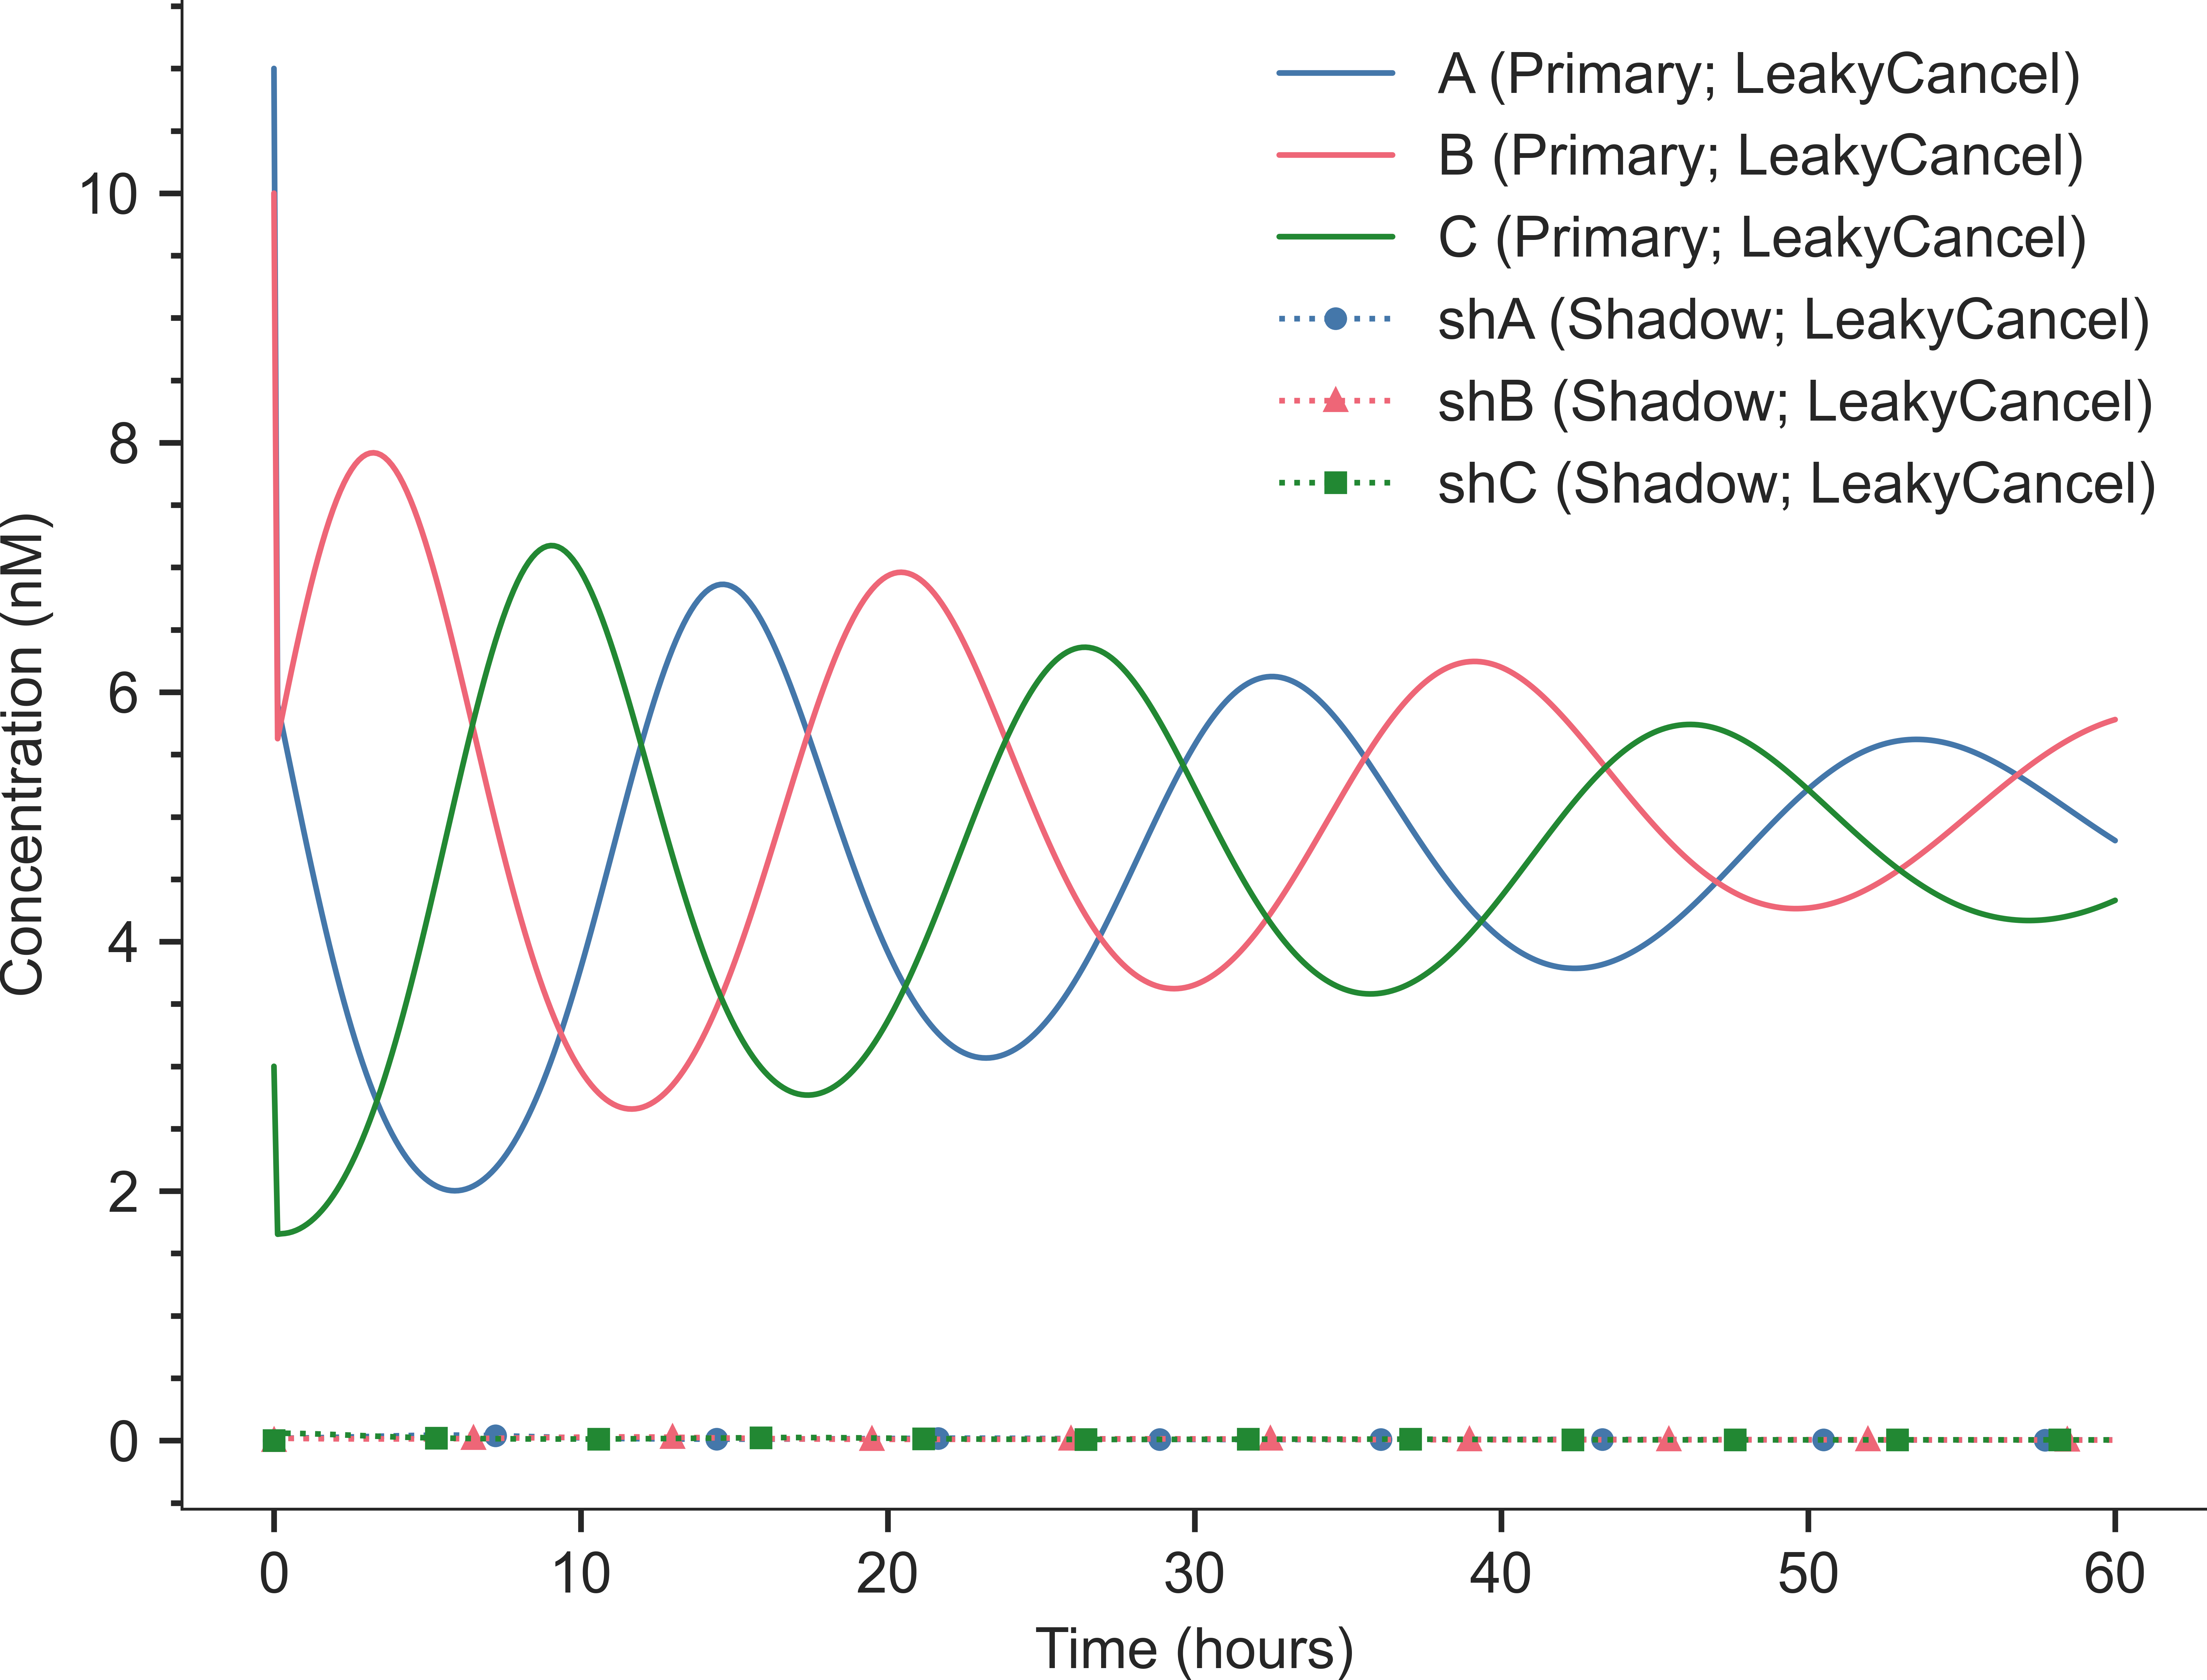 A (Primary; LeakyCancel)
B (Primary; LeakyCancel)
C (Primary; LeakyCancel)
shA (Shadow; LeakyCancel)
shB (Shadow; LeakyCancel)
shC (Shadow; LeakyCancel)
Concentration (nM)
10
8
6
4
2
0
0 10 20 30 40 50 60
Time (hours)